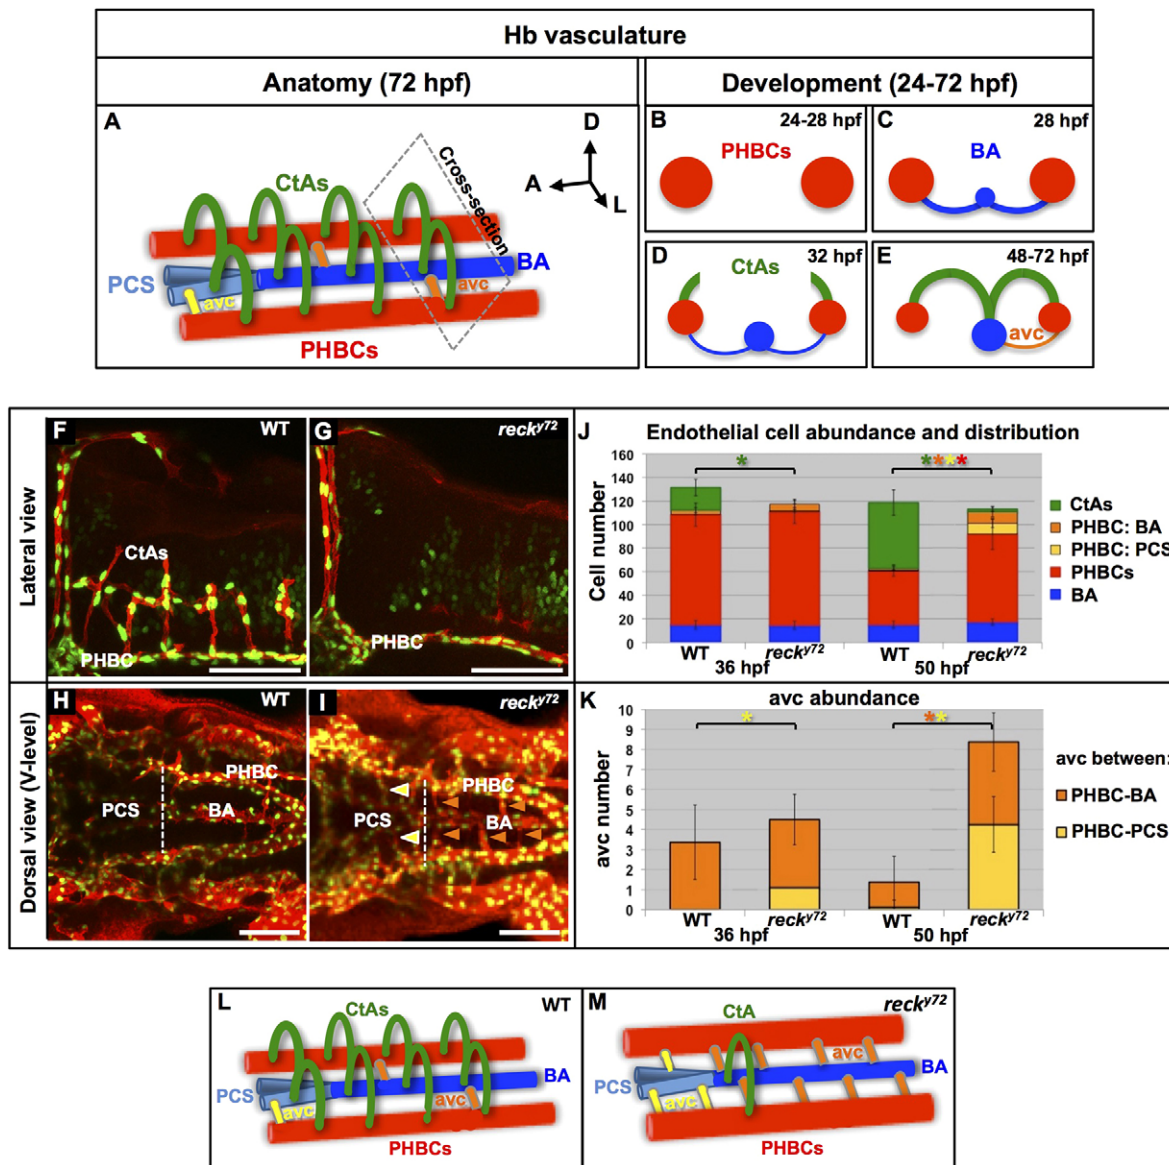 Hb vasculature
Anatomy (72 hpf)
Development (24-72 hpf)
A
D
A
L
CtAs
Cross-section
BA
PCS
avc
avc
PHBCs
B
24-28 hpf
PHBCs
C
28 hpf
BA
D
32 hpf
CtAs
E
48-72 hpf
avc
Lateral view
F
WT
CtAs
PHBC
G
reck^y72
PHBC
Dorsal view (V-level)
H
WT
PHBC
PCS
BA
I
reck^y72
PHBC
PCS
BA
J
Endothelial cell abundance and distribution
Cell number
160
140
120
100
80
60
40
20
0
*
****
WT
reck^y72
WT
reck^y72
36 hpf
50 hpf
CtAs
PHBC: BA
PHBC: PCS
PHBCs
BA
K
avc abundance
avc number
10
9
8
7
6
5
4
3
2
1
0
*
**
WT
reck^y72
WT
reck^y72
36 hpf
50 hpf
avc between:
PHBC-BA
PHBC-PCS
L
WT
CtAs
BA
PCS
avc
avc
PHBCs
M
reck^y72
CtA
avc
BA
PCS
avc
PHBCs